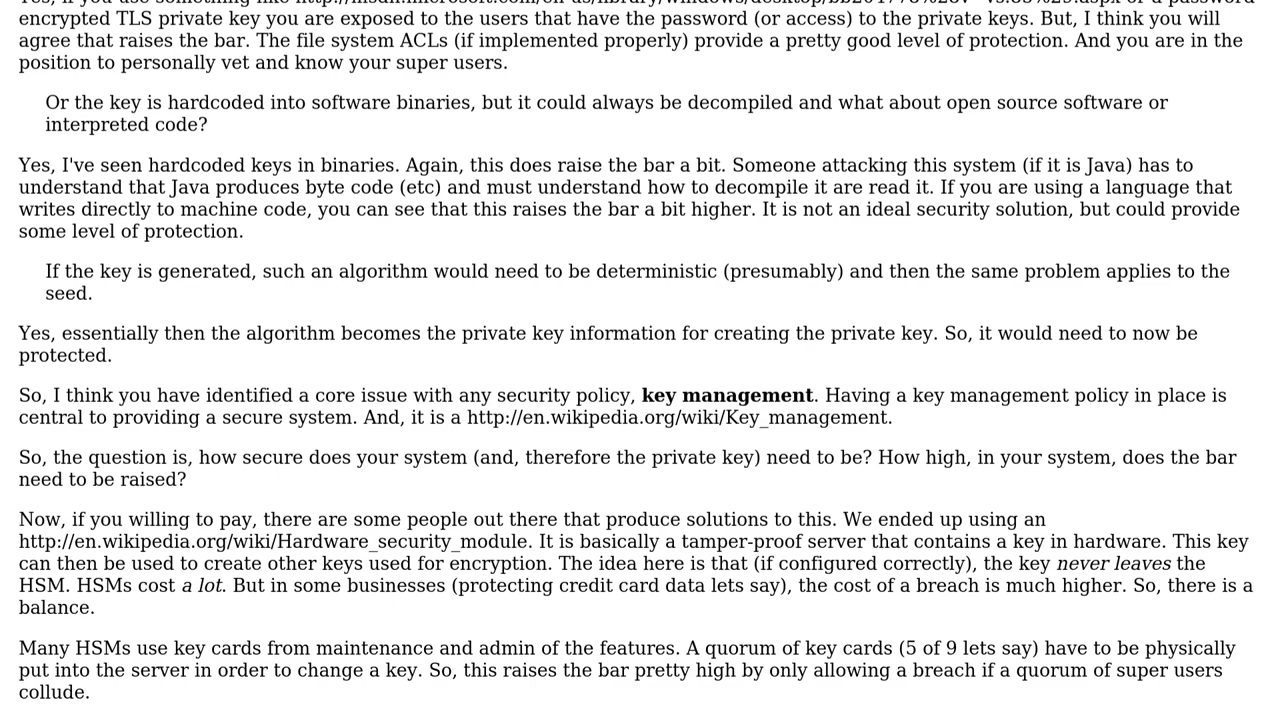 encrypted TLS private key you are exposed to the users that have the password (or access) to the private keys. But, I think you will
agree that raises the bar. The file system ACLs (if implemented properly) provide a pretty good level of protection. And you are in the
position to personally vet and know your super users.
Or the key is hardcoded into software binaries, but it could always be decompiled and what about open source software or
interpreted code?
Yes, I've seen hardcoded keys in binaries. Again, this does raise the bar a bit. Someone attacking this system (if it is Java) has to
understand that Java produces byte code (etc) and must understand how to decompile it are read it. If you are using a language that
writes directly to machine code, you can see that this raises the bar a bit higher. It is not an ideal security solution, but could provide
some level of protection.
If the key is generated, such an algorithm would need to be deterministic (presumably) and then the same problem applies to the
seed.
Yes, essentially then the algorithm becomes the private key information for creating the private key. So, it would need to now be
protected.
So, I think you have identified a core issue with any security policy, key management. Having a key management policy in place is
central to providing a secure system. And, it is a http://en.wikipedia.org/wiki/Key_management.
So, the question is, how secure does your system (and, therefore the private key) need to be? How high, in your system, does the bar
need to be raised?
Now, if you willing to pay, there are some people out there that produce solutions to this. We ended up using an
http://en.wikipedia.org/wiki/Hardware_security_module. It is basically a tamper-proof server that contains a key in hardware. This key
can then be used to create other keys used for encryption. The idea here is that (if configured correctly), the key never leaves the
HSM. HSMs cost a lot. But in some businesses (protecting credit card data lets say), the cost of a breach is much higher. So, there is a
balance.
Many HSMs use key cards from maintenance and admin of the features. A quorum of key cards (5 of 9 lets say) have to be physically
put into the server in order to change a key. So, this raises the bar pretty high by only allowing a breach if a quorum of super users
collude.